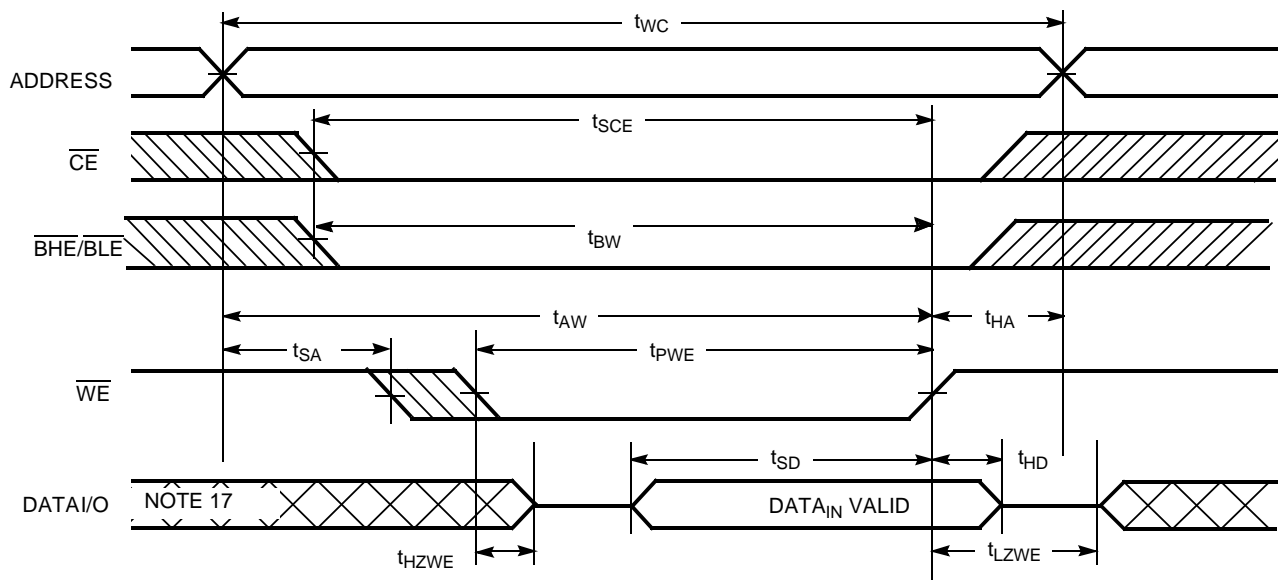 tWC
ADDRESS
tSCE
CE
tBW
BHE/BLE
tAW
tHA
tSA
tPWE
WE
tSD
tHD
DATAI/O
NOTE 17
DATAIN VALID
tHZWE
tLZWE